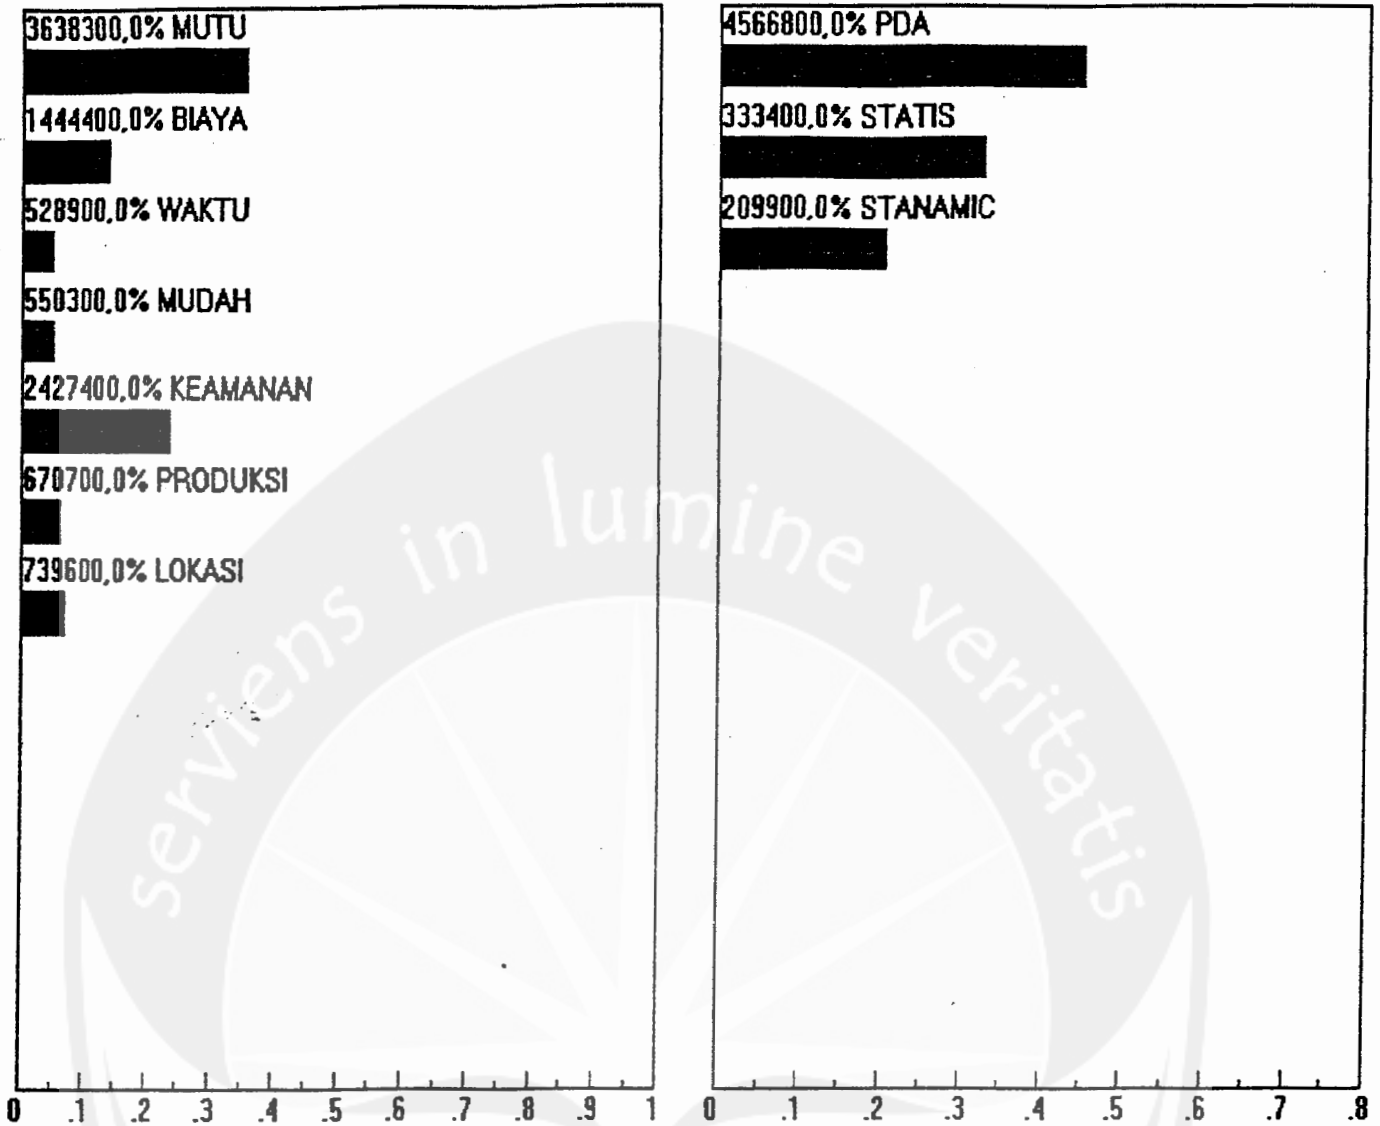 3638300,0% MUTU
1444400,0% BIAYA
528900,0% WAKTU
550300,0% MUDAH
2427400,0% KEAMANAN
670700,0% PRODUKSI
739600,0% LOKASI
0 .1 .2 .3 .4 .5 .6 .7 .8 .9 1
4566800,0% PDA
333400,0% STATIS
209900,0% STANAMIC
0 .1 .2 .3 .4 .5 .6 .7 .8
serviens in lumine veritatis